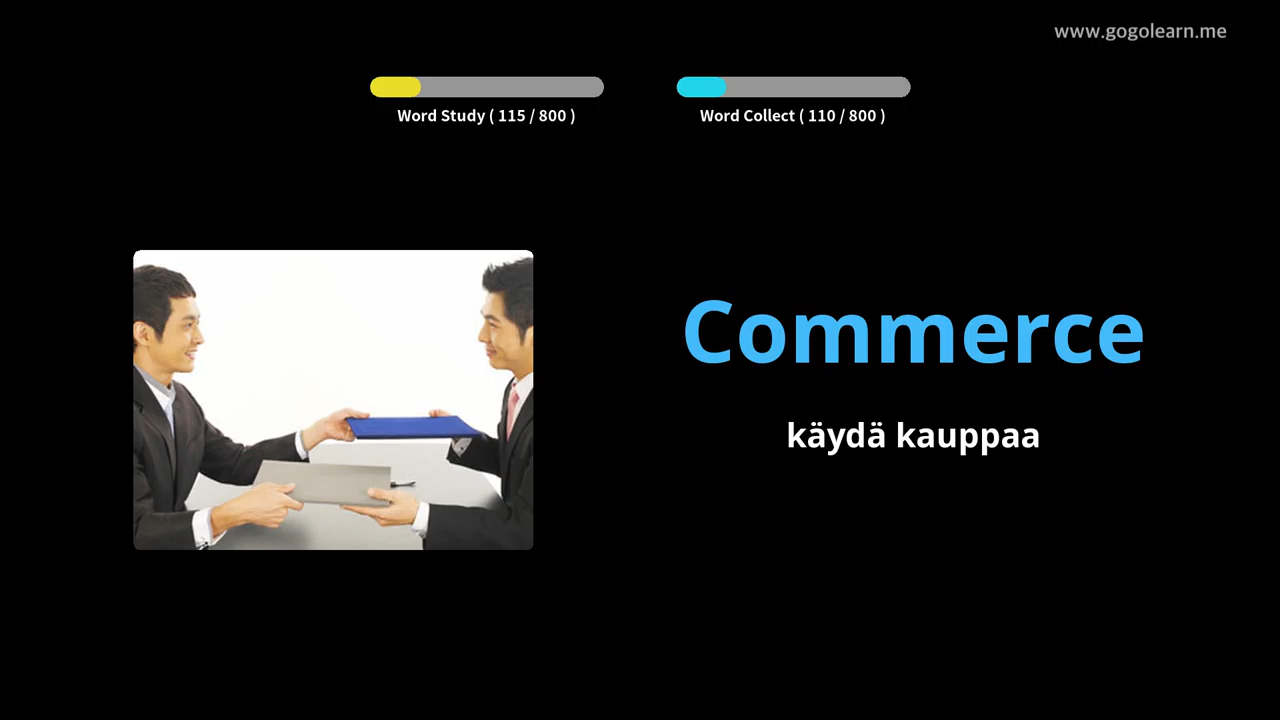 www.gogolearn.me
Word Study ( 115 / 800 )
Word Collect ( 110 / 800 )
Commerce
käydä kauppaa